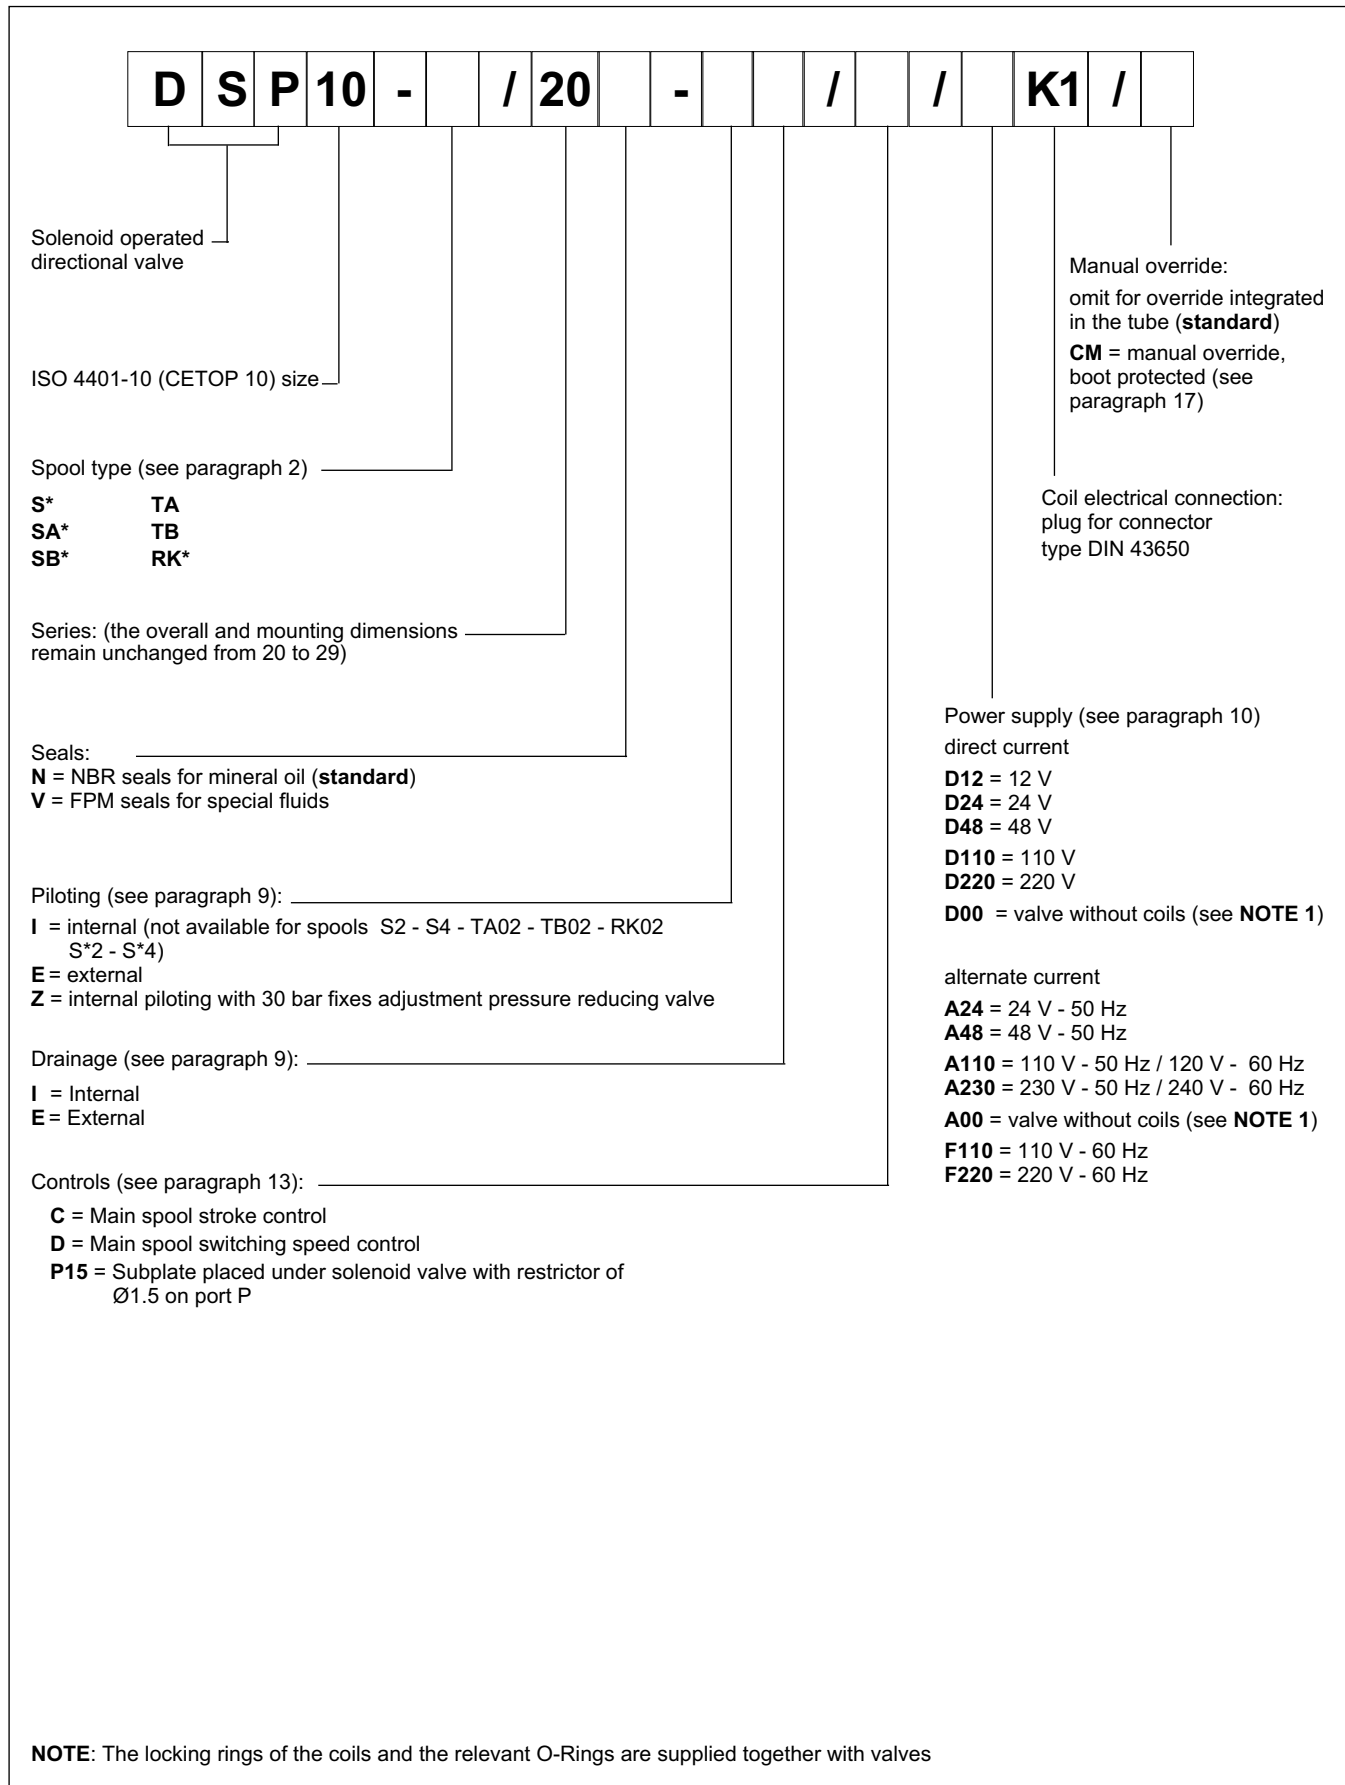 D S P 10 - / 20 - / / K1 /
Solenoid operated
directional valve
ISO 4401-10 (CETOP 10) size
Spool type (see paragraph 2)
S* TA
SA* TB
SB* RK*
Series: (the overall and mounting dimensions
remain unchanged from 20 to 29)
Seals:
N = NBR seals for mineral oil (standard)
V = FPM seals for special fluids
Piloting (see paragraph 9):
I = internal (not available for spools S2 - S4 - TA02 - TB02 - RK02
S*2 - S*4)
E = external
Z = internal piloting with 30 bar fixes adjustment pressure reducing valve
Drainage (see paragraph 9):
I = Internal
E = External
Controls (see paragraph 13):
C = Main spool stroke control
D = Main spool switching speed control
P15 = Subplate placed under solenoid valve with restrictor of
Ø1.5 on port P
Manual override:
omit for override integrated
in the tube (standard)
CM = manual override,
boot protected (see
paragraph 17)
Coil electrical connection:
plug for connector
type DIN 43650
Power supply (see paragraph 10)
direct current
D12 = 12 V
D24 = 24 V
D48 = 48 V
D110 = 110 V
D220 = 220 V
D00 = valve without coils (see NOTE 1)
alternate current
A24 = 24 V - 50 Hz
A48 = 48 V - 50 Hz
A110 = 110 V - 50 Hz / 120 V - 60 Hz
A230 = 230 V - 50 Hz / 240 V - 60 Hz
A00 = valve without coils (see NOTE 1)
F110 = 110 V - 60 Hz
F220 = 220 V - 60 Hz
NOTE: The locking rings of the coils and the relevant O-Rings are supplied together with valves